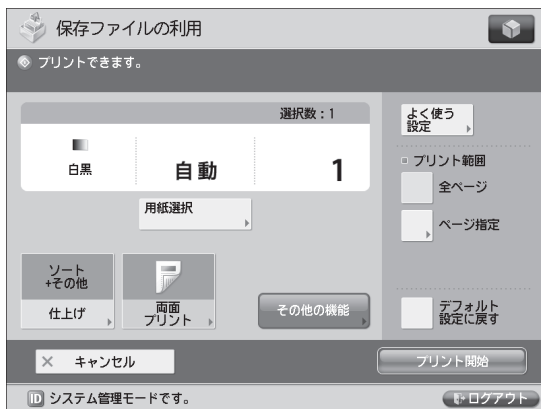 保存ファイルの利用
プリントできます。
選択数：1
白黒
自動
1
用紙選択
ソート
+その他
仕上げ
両面
プリント
その他の機能
よく使う
設定
プリント範囲
全ページ
ページ指定
デフォルト
設定に戻す
× キャンセル
プリント開始
ID システム管理モードです。
ログアウト